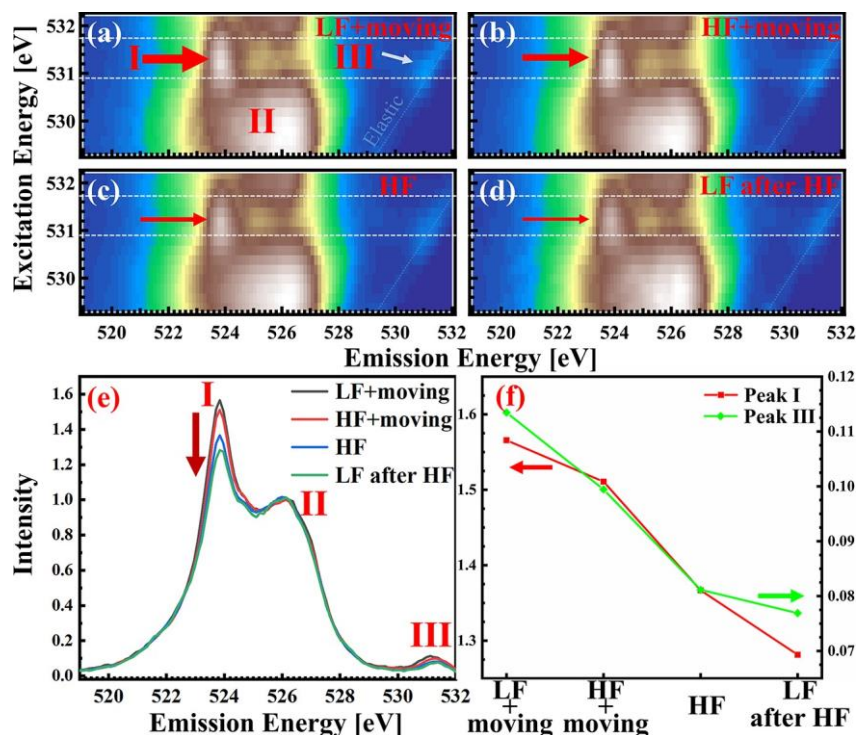 (a) LF+moving
I
III
II
Elastic
(b) HF+moving
(c) HF
(d) LF after HF
Excitation Energy [eV]
532
531
530
532
531
530
520 522 524 526 528 530 532
520 522 524 526 528 530 532
Emission Energy [eV]
(e)
I
II
III
LF+moving
HF+moving
HF
LF after HF
Intensity
1.6
1.4
1.2
1.0
0.8
0.6
0.4
0.2
0.0
520 522 524 526 528 530 532
Emission Energy [eV]
(f)
Peak I
Peak III
1.6
1.5
1.4
1.3
0.12
0.11
0.10
0.09
0.08
0.07
LF
+
moving
HF
+
moving
HF
LF
after HF